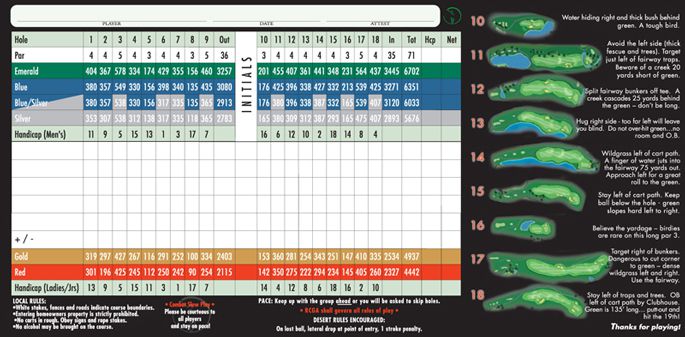 PLAYER DATE ATTEST
Hole 1 2 3 4 5 6 7 8 9 Out INITIALS 10 11 12 13 14 15 16 17 18 In Tot Hcp Net
Par 4 4 5 4 3 4 4 3 5 36 3 4 4 4 4 4 3 5 4 35 71
Emerald 404 367 578 334 174 429 355 156 460 3257 201 455 407 361 441 348 231 564 437 3445 6702
Blue 380 357 549 330 156 398 340 135 435 3080 176 425 396 338 427 332 213 539 425 3271 6351
Blue/Silver 380 357 538 330 156 317 335 135 365 2913 176 380 396 338 387 332 165 539 407 3120 6033
Silver 353 307 538 312 138 317 335 118 365 2783 165 380 309 312 387 293 165 475 407 2893 5676
Handicap (Men's) 11 9 5 15 13 1 3 17 7 16 6
+ / -
Gold 319 297 427 267 116 291 252 100 334 2403 153 360 281 254 343 251 147 410 335 2534 4937
Red 301 196 425 245 112 250 242 90 254 2115 142 350 275 222 294 234 145 405 260 2327 4442
Handicap (Ladies/Jrs) 13 9 5 15 11 3 1 17 7 14 4
LOCAL RULES:
*White stakes, fences and roads indicate course boundaries.
*Entering homeowners property is strictly prohibited.
*No carts in rough. Obey signs and rope stakes.
*No alcohol may be brought on the course.
• Combat Slow Play •
Please be courteous to
all players
and stay on pace!
PACE: Keep up with the group ahead or you will be asked to skip holes.
• RCGA shall govern all rules of play •
DESERT RULES ENCOURAGED:
On lost ball, lateral drop at point of entry, 1 stroke penalty.
10 Water hiding right and thick bush behind
green. A tough bird.
11 Avoid the left side (thick
fescue and trees). Target
just left of fairway traps.
Beware of a creek 20
yards short of green.
12 Split fairway bunkers off tee. A
creek cascades 25 yards behind
the green – don't be long.
13 Hug right side - too far left will leave
you blind. Do not over-hit green...no
room and O.B.
14 Wildgrass left of cart path.
A finger of water juts into
the fairway 75 yards out.
Approach left for a great
roll to the green.
15 Stay left of cart path. Keep
ball below the hole - green
slopes hard left to right.
16 Believe the yardage – birdies
are rare on this long par 3.
17 Target right of bunkers.
Dangerous to cut corner
to green – dense
wildgrass left and right.
Use the fairway.
18 Stay left of traps and trees. OB
left of cart path by Clubhouse.
Green is 135' long... putt-out and
hit the 19th!
Thanks for playing!